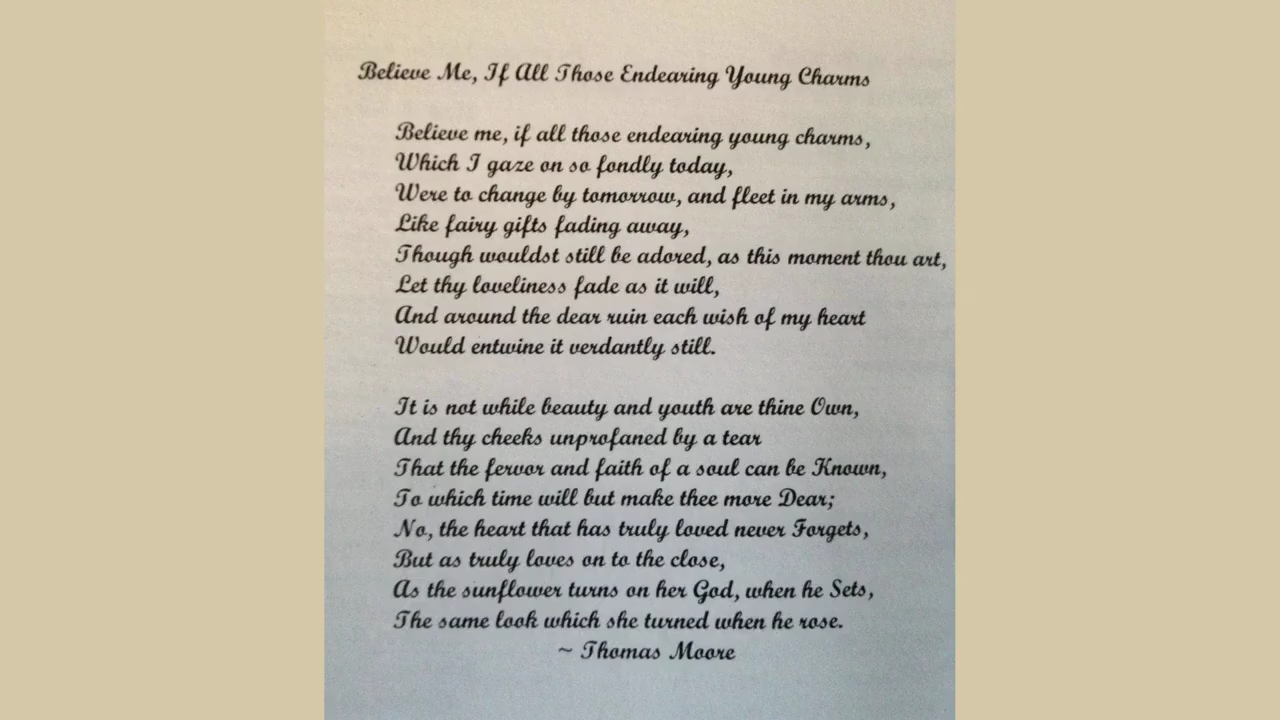 Believe Me, If All Those Endearing Young Charms
Believe me, if all those endearing young charms,
Which I gaze on so fondly today,
Were to change by tomorrow, and fleet in my arms,
Like fairy gifts fading away,
Though wouldst still be adored, as this moment thou art,
Let thy loveliness fade as it will,
And around the dear ruin each wish of my heart
Would entwine it verdantly still.
It is not while beauty and youth are thine Own,
And thy cheeks unprofaned by a tear
That the fervor and faith of a soul can be Known,
To which time will but make thee more Dear;
No, the heart that has truly loved never Forgets,
But as truly loves on to the close,
As the sunflower turns on her God, when he Sets,
The same look which she turned when he rose.
~ Thomas Moore